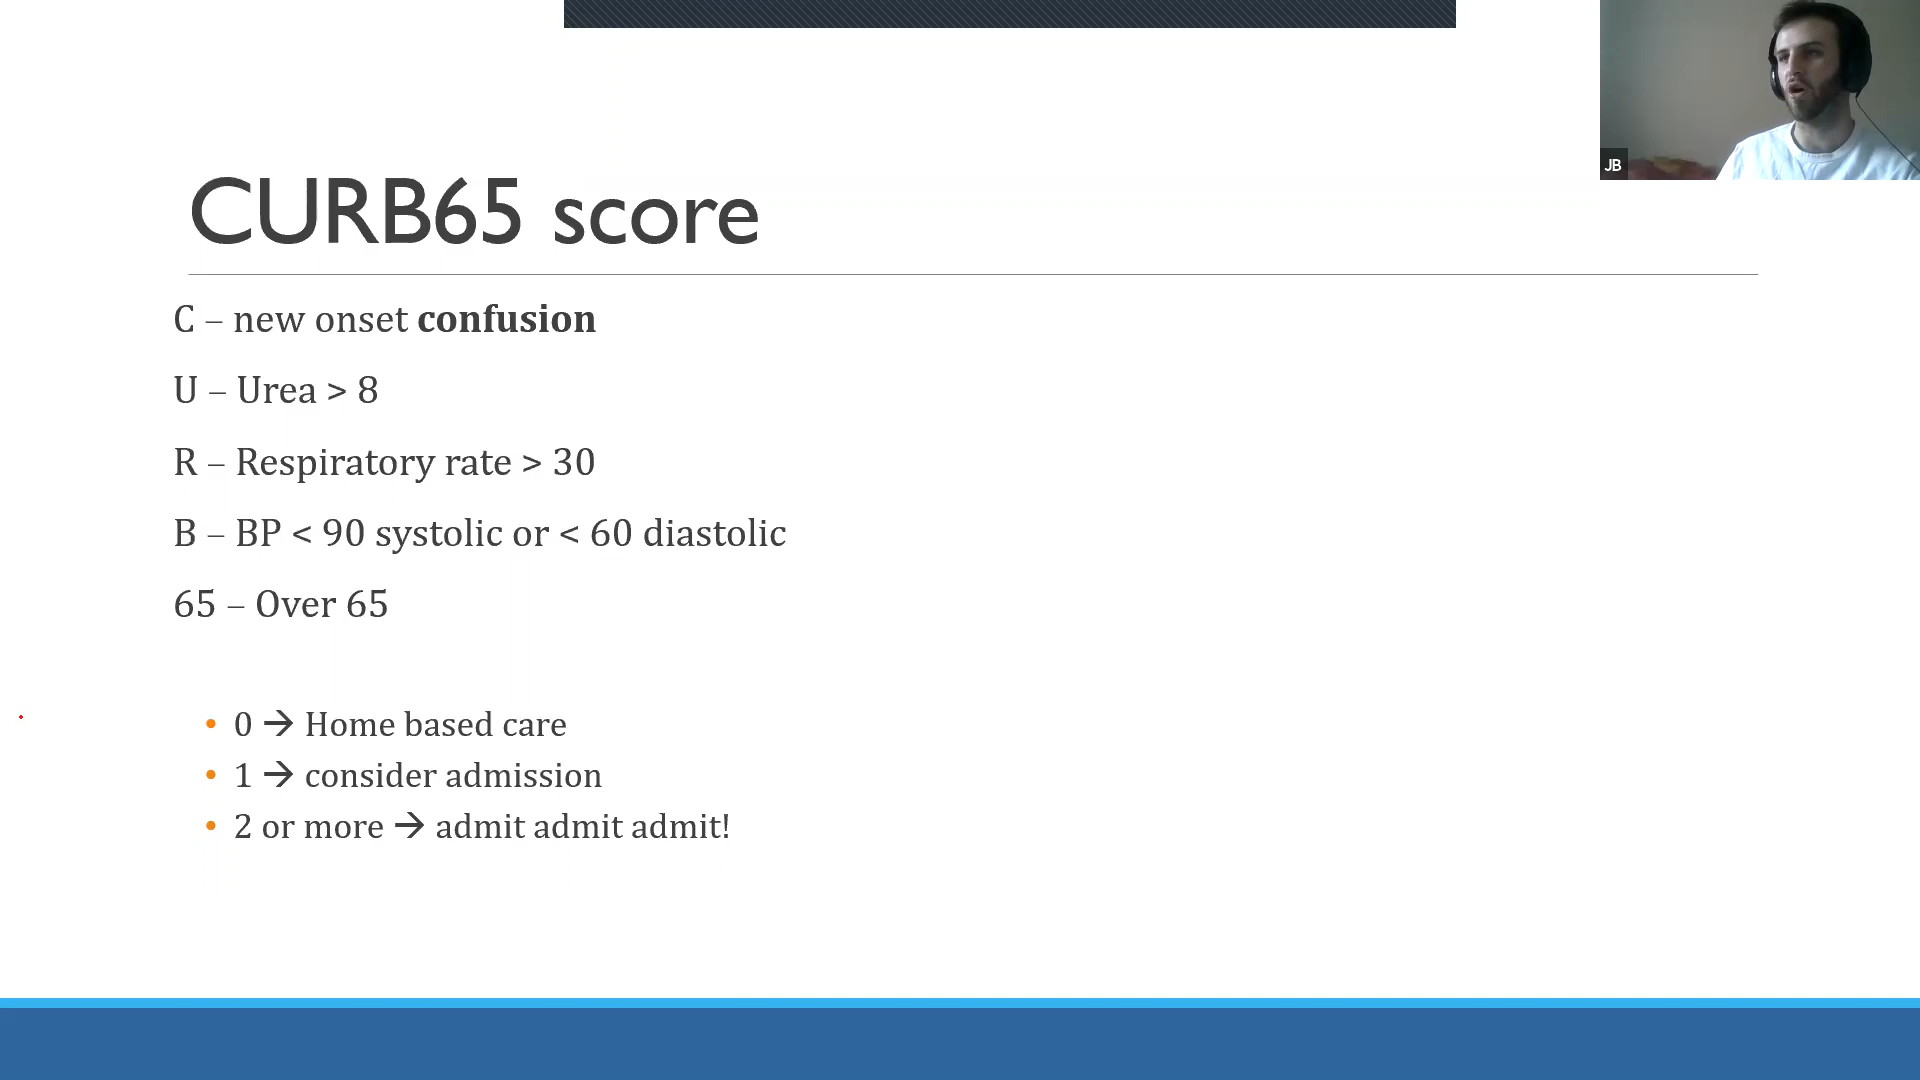 JB
CURB65 score
C – new onset confusion
U – Urea > 8
R – Respiratory rate > 30
B – BP < 90 systolic or < 60 diastolic
65 – Over 65
• 0 → Home based care
• 1 → consider admission
• 2 or more → admit admit admit!